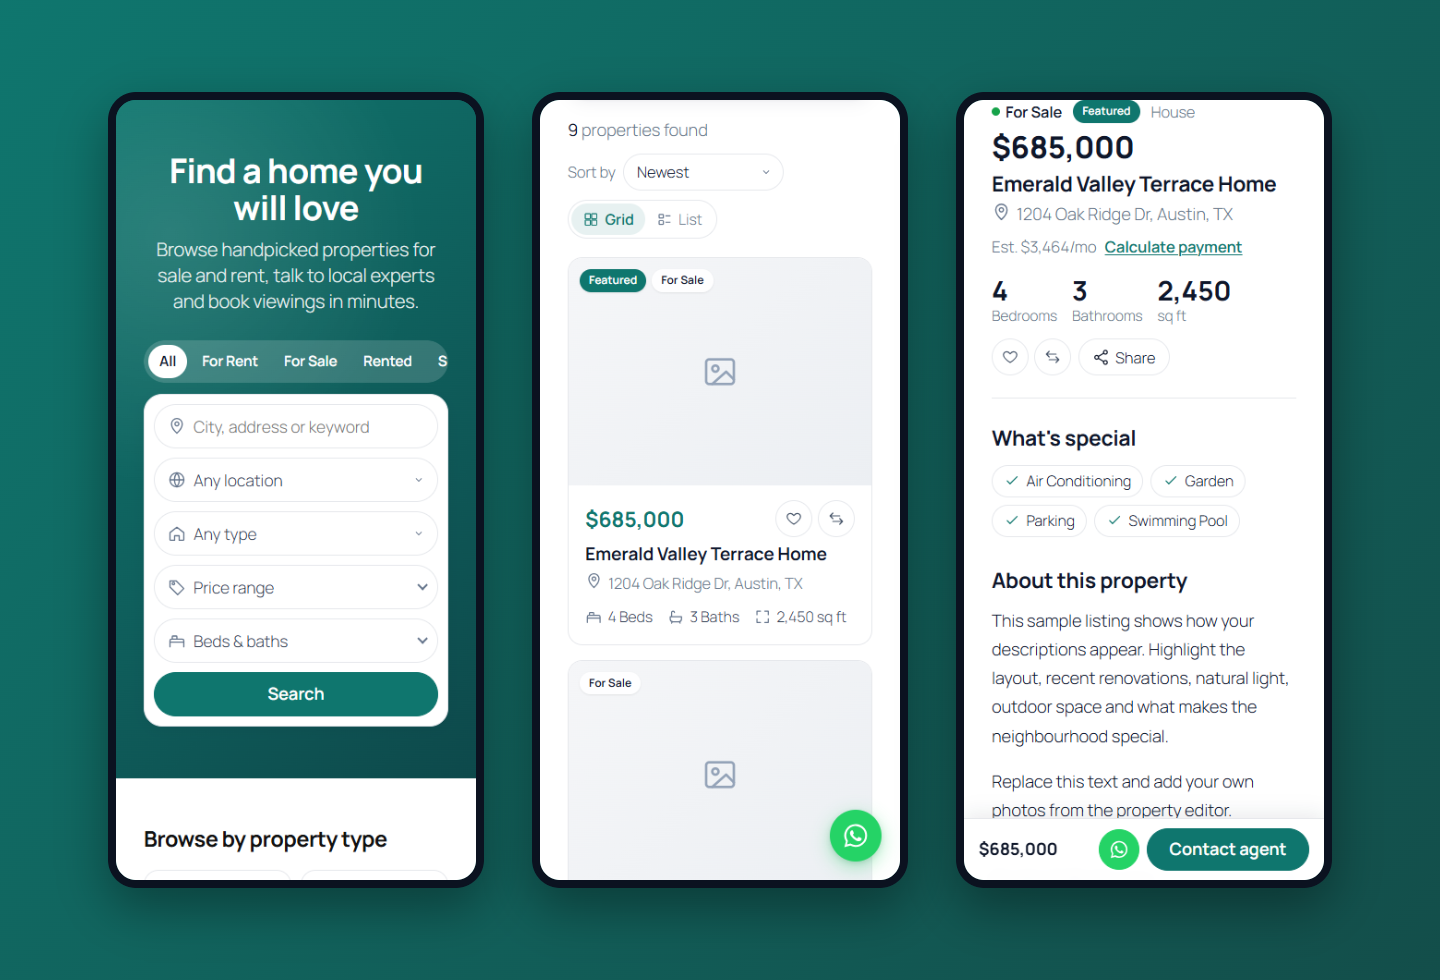 Find a home you
will love
Browse handpicked properties for
sale and rent, talk to local experts
and book viewings in minutes.
All For Rent For Sale Rented S
City, address or keyword
Any location
Any type
Price range
Beds & baths
Search
Browse by property type
9 properties found
Sort by Newest
Grid List
Featured For Sale
$685,000
Emerald Valley Terrace Home
1204 Oak Ridge Dr, Austin, TX
4 Beds 3 Baths 2,450 sq ft
For Sale
For Sale Featured House
$685,000
Emerald Valley Terrace Home
1204 Oak Ridge Dr, Austin, TX
Est. $3,464/mo Calculate payment
4 3 2,450
Bedrooms Bathrooms sq ft
Share
What's special
Air Conditioning Garden
Parking Swimming Pool
About this property
This sample listing shows how your
descriptions appear. Highlight the
layout, recent renovations, natural light,
outdoor space and what makes the
neighbourhood special.
Replace this text and add your own
photos from the property editor.
$685,000 Contact agent